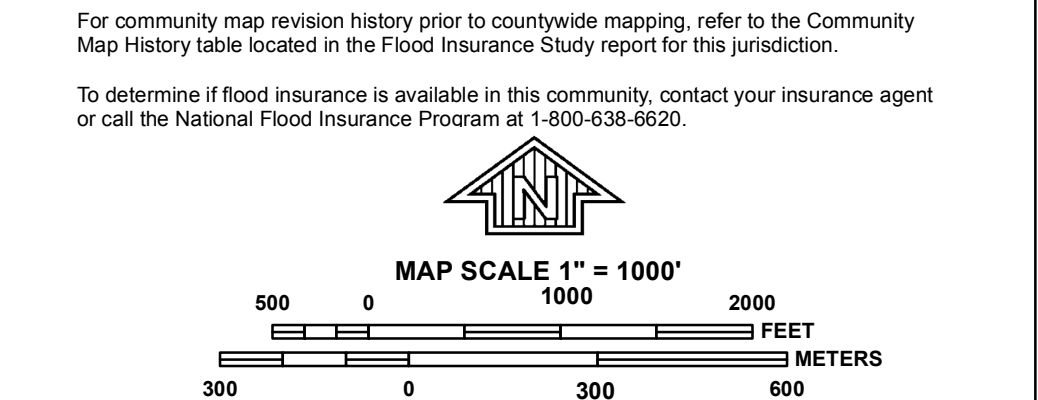 For community map revision history prior to countywide mapping, refer to the Community
Map History table located in the Flood Insurance Study report for this jurisdiction.
To determine if flood insurance is available in this community, contact your insurance agent
or call the National Flood Insurance Program at 1-800-638-6620.
N
MAP SCALE 1" = 1000'
500 0 1000 2000
FEET
METERS
300 0 300 600